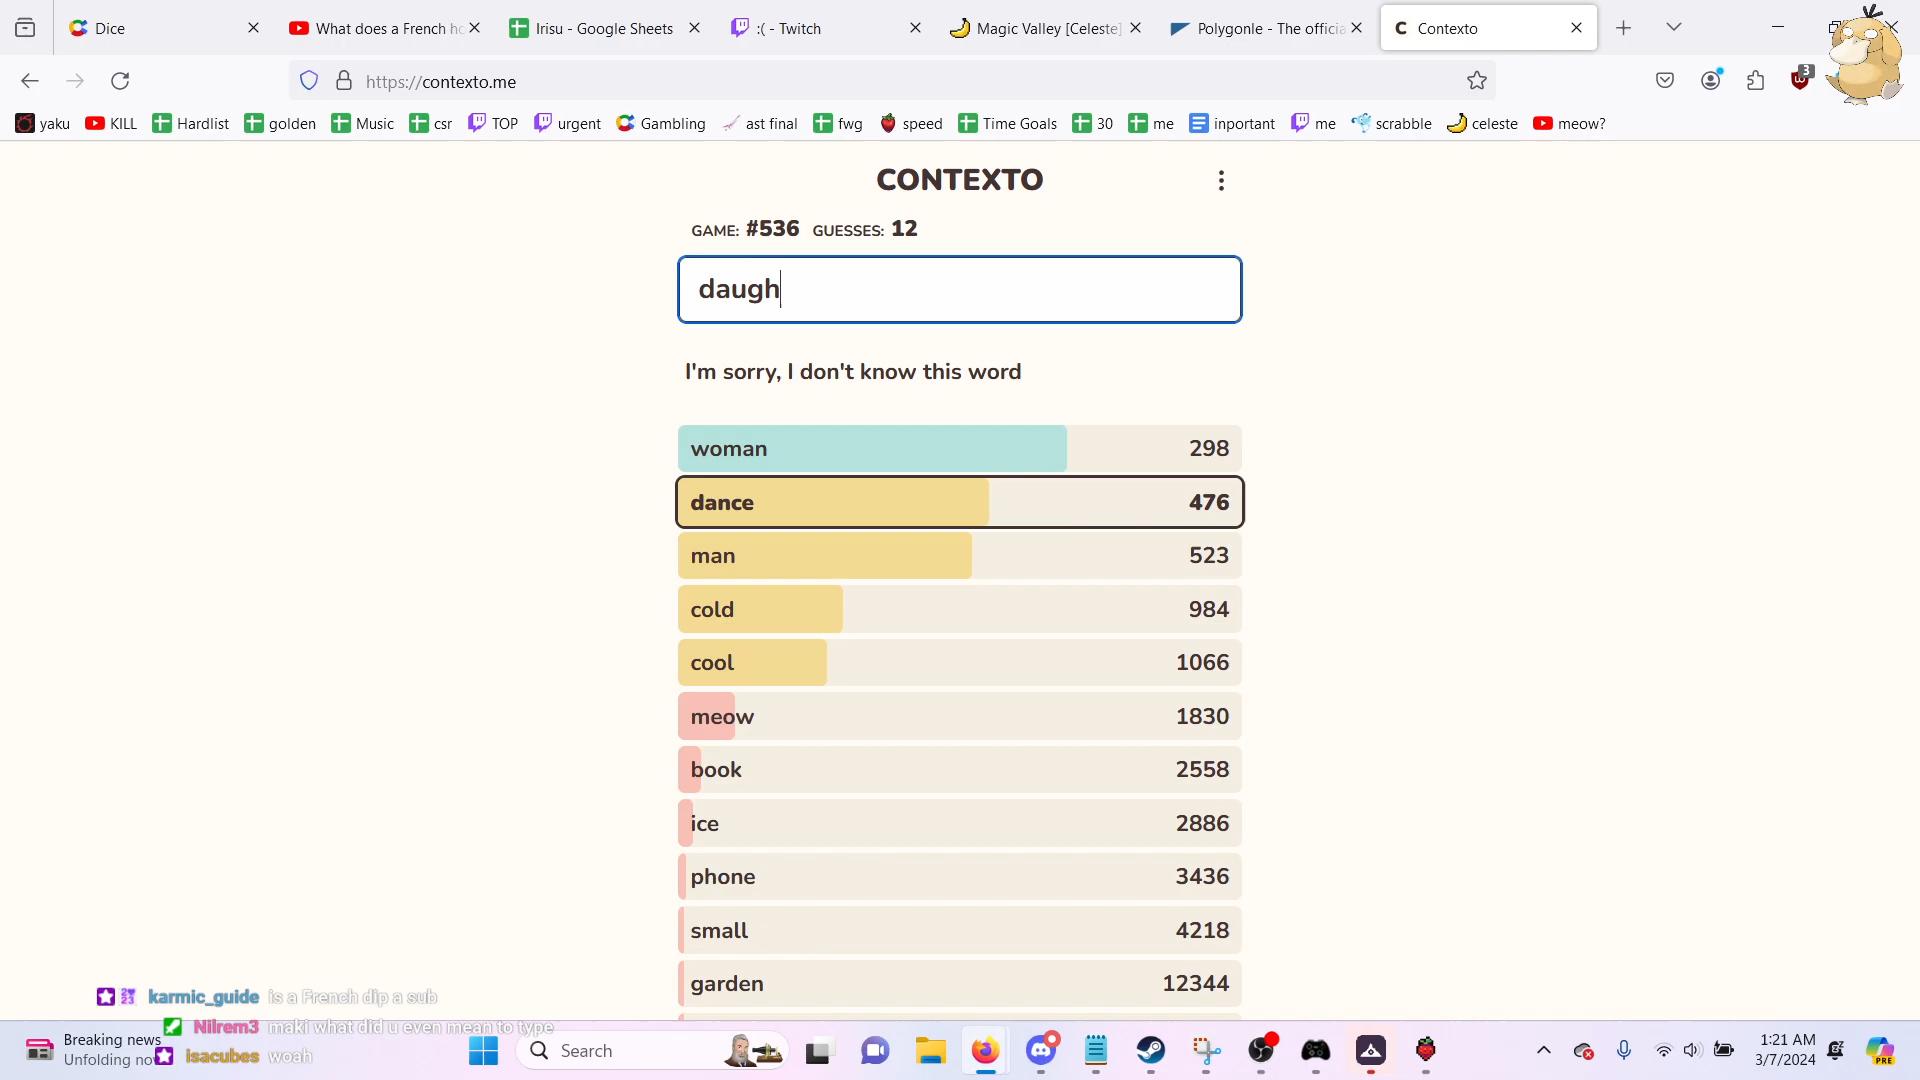 Dice
What does a French ho
Irisu - Google Sheets
:( - Twitch
Magic Valley [Celeste]
Polygonle - The officia
C Contexto
https://contexto.me
3
yaku KILL Hardlist golden Music csr TOP urgent Gambling ast final fwg speed Time Goals 30 me inportant me scrabble celeste meow?
CONTEXTO
GAME: #536 GUESSES: 12
daugh
I'm sorry, I don't know this word
woman 298
dance 476
man 523
cold 984
cool 1066
meow 1830
book 2558
ice 2886
phone 3436
small 4218
garden 12344
karmic_guide is a French dip a sub
Nilrem3 maki what did u even mean to type
isacubes woah
Breaking news
Unfolding now
Search
1:21 AM
3/7/2024
PRE